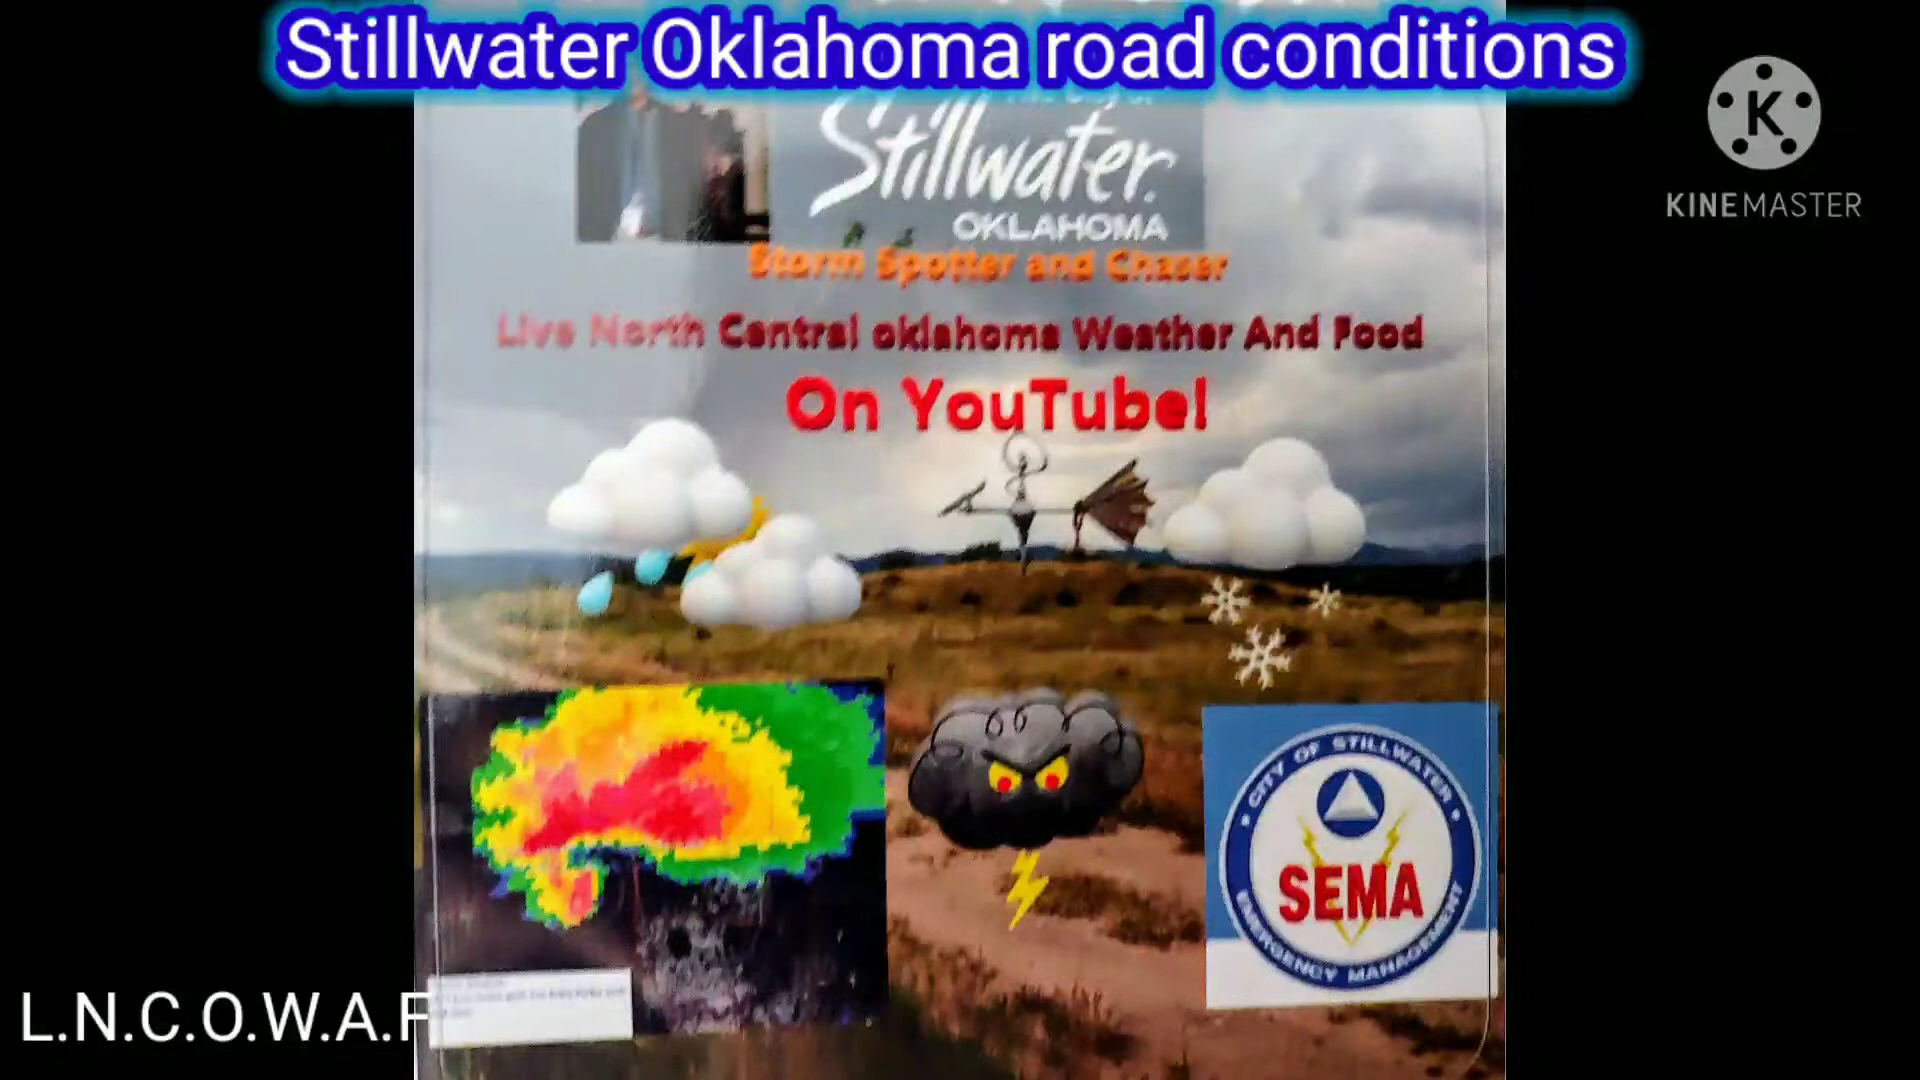 Stillwater Oklahoma road conditions
K
KINEMASTER
Stillwater
OKLAHOMA
Storm Spotter and Chaser
Live North Central oklahoma Weather And Food
On YouTube!
CITY OF STILLWATER
SEMA
EMERGENCY MANAGEMENT
L.N.C.O.W.A.F